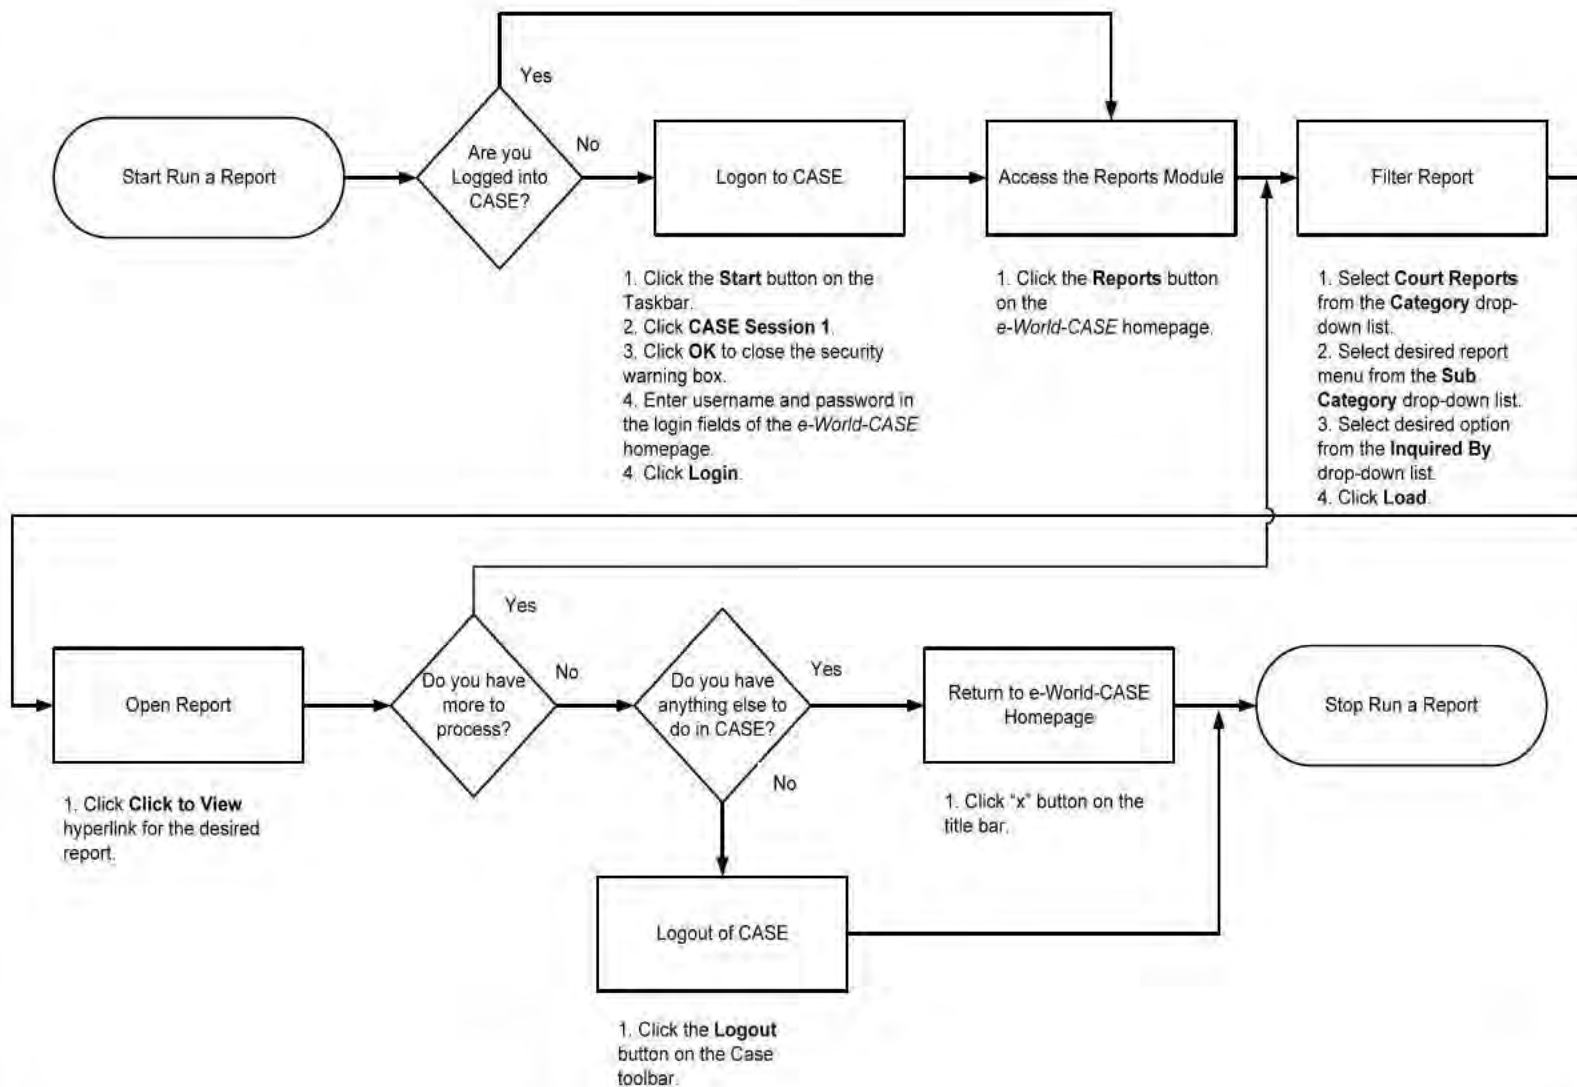 Yes
Start Run a Report
Are you
Logged into
CASE?
No
Logon to CASE
Access the Reports Module
Filter Report
1. Click the Start button on the
Taskbar.
2. Click CASE Session 1.
3. Click OK to close the security
warning box.
4. Enter username and password in
the login fields of the e-World-CASE
homepage.
4. Click Login.
1. Click the Reports button
on the
e-World-CASE homepage.
1. Select Court Reports
from the Category drop-
down list.
2. Select desired report
menu from the Sub
Category drop-down list.
3. Select desired option
from the Inquired By
drop-down list.
4. Click Load.
Open Report
1. Click Click to View
hyperlink for the desired
report.
Yes
Do you have
more to
process?
No
Do you have
anything else to
do in CASE?
Yes
No
Return to e-World-CASE
Homepage
1. Click "x" button on the
title bar.
Stop Run a Report
Logout of CASE
1. Click the Logout
button on the Case
toolbar.